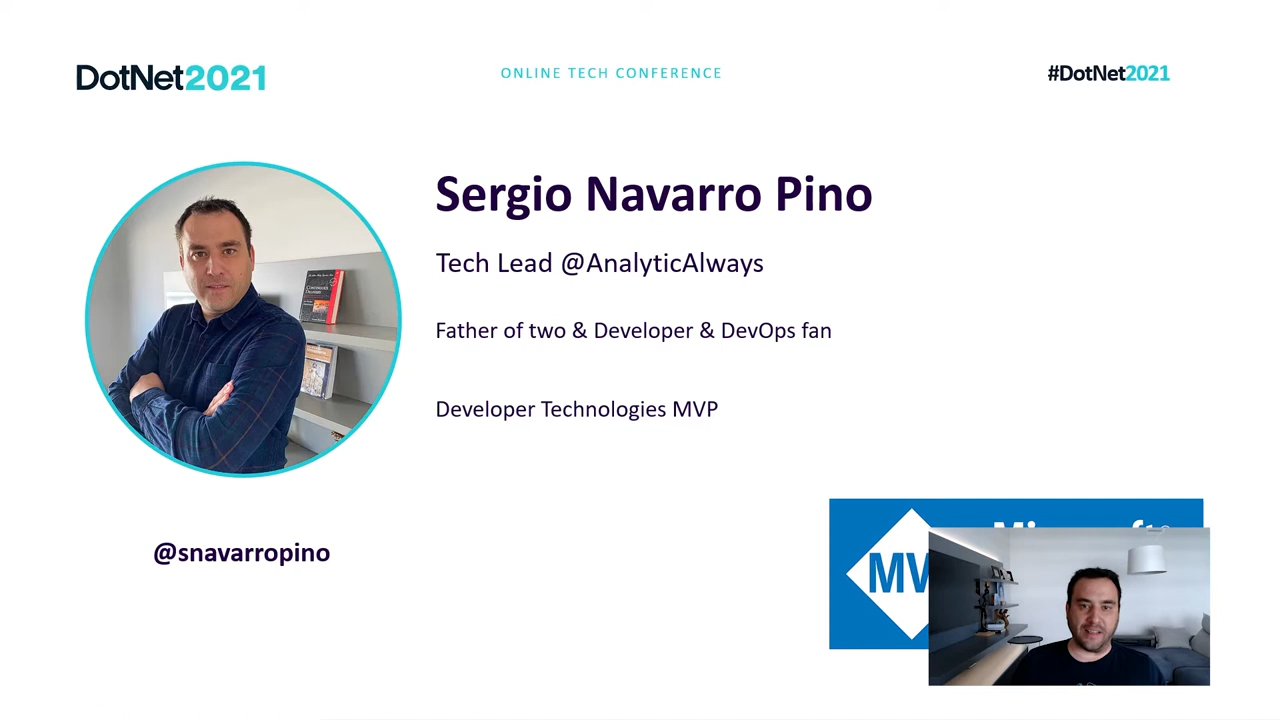 DotNet2021
ONLINE TECH CONFERENCE
#DotNet2021
Sergio Navarro Pino
Tech Lead @AnalyticAlways
Father of two & Developer & DevOps fan
Developer Technologies MVP
@snavarropino